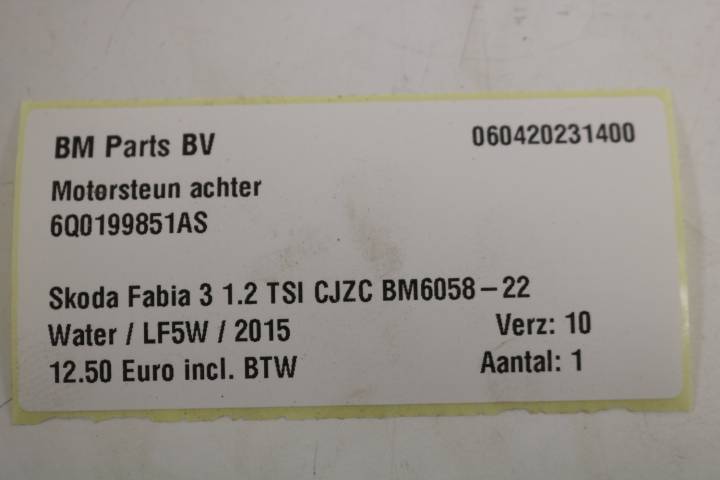 BM Parts BV 060420231400
Motorsteun achter
6Q0199851AS
Skoda Fabia 3 1.2 TSI CJZC BM6058-22
Water / LF5W / 2015 Verz: 10
12.50 Euro incl. BTW Aantal: 1